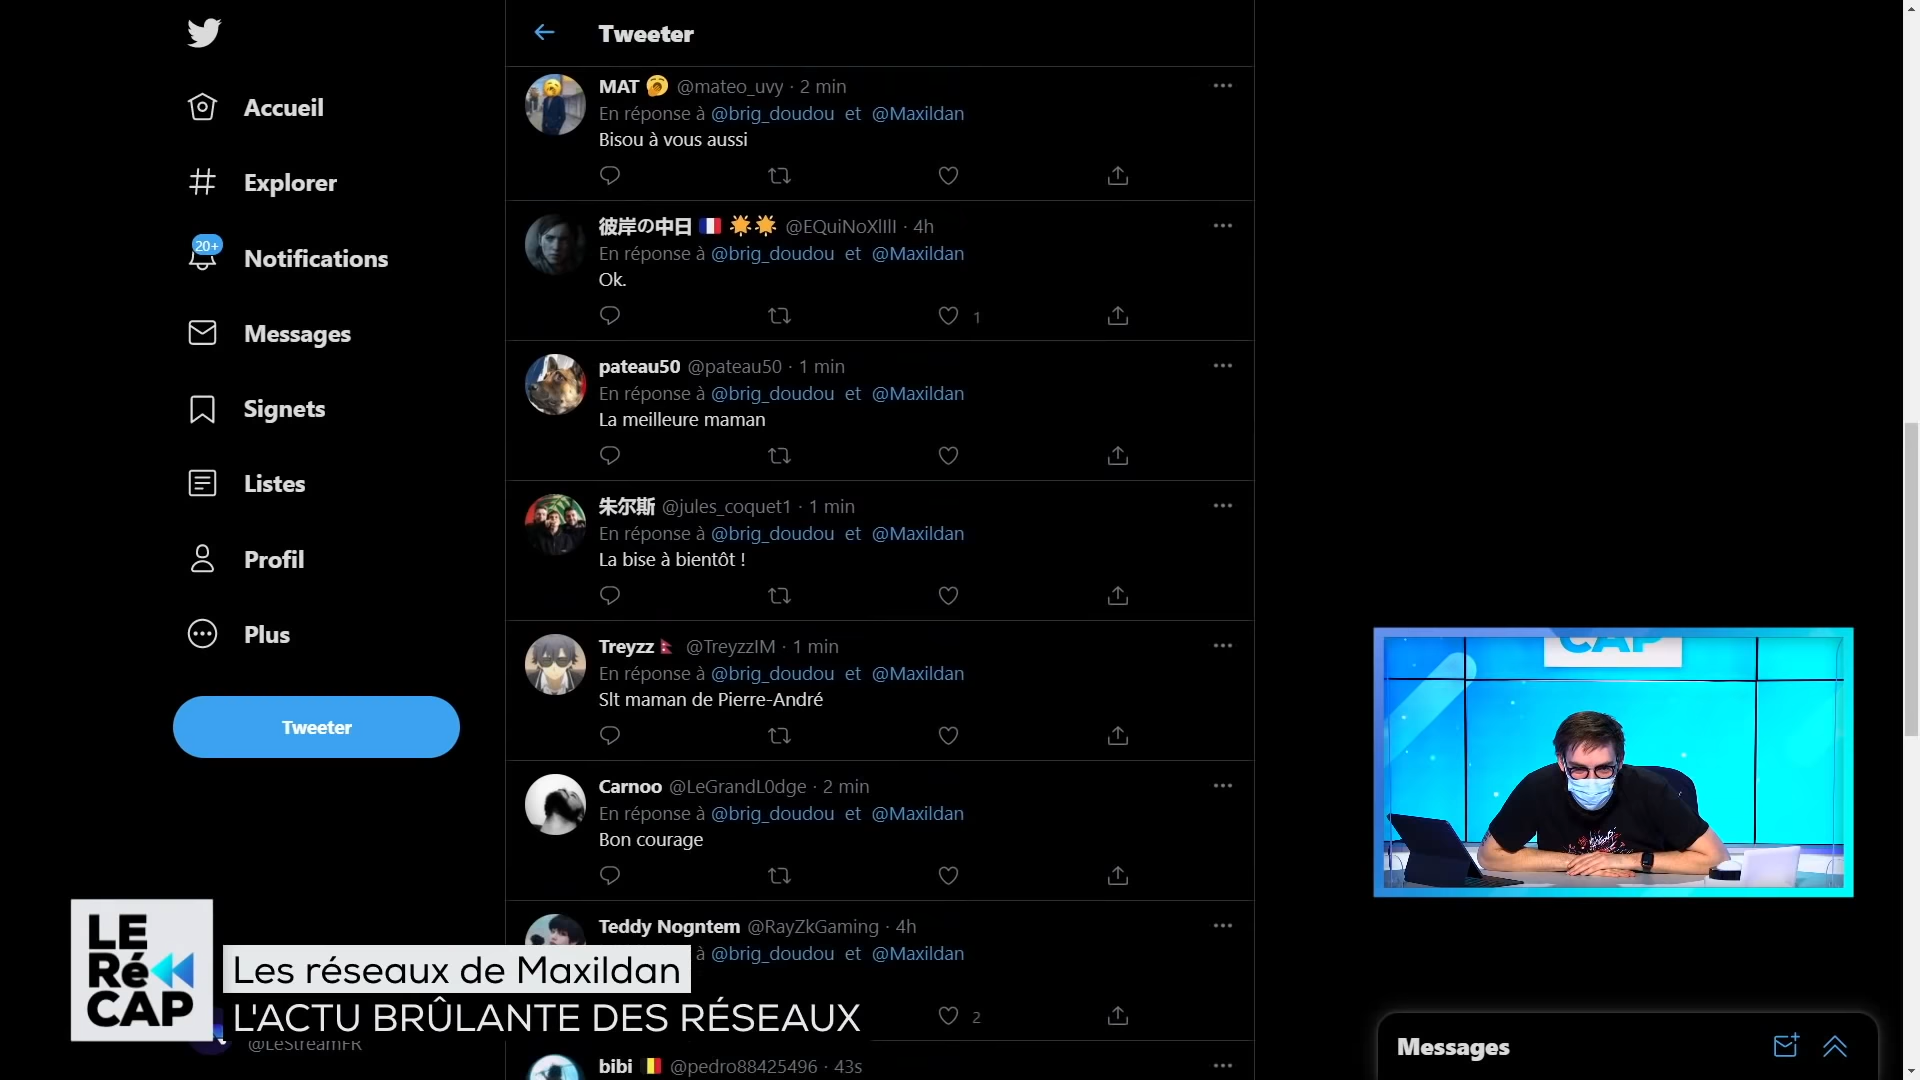 Tweeter
Accueil
Explorer
20+
Notifications
Messages
Signets
Listes
Profil
Plus
Tweeter
MAT @mateo_uvy · 2 min
En réponse à @brig_doudou et @Maxildan
Bisou à vous aussi
彼岸の中日 @EQuiNoXlIlI · 4h
En réponse à @brig_doudou et @Maxildan
Ok.
1
pateau50 @pateau50 · 1 min
En réponse à @brig_doudou et @Maxildan
La meilleure maman
朱尔斯 @jules_coquet1 · 1 min
En réponse à @brig_doudou et @Maxildan
La bise à bientôt !
Treyzz @TreyzzIM · 1 min
En réponse à @brig_doudou et @Maxildan
Slt maman de Pierre-André
Carnoo @LeGrandL0dge · 2 min
En réponse à @brig_doudou et @Maxildan
Bon courage
Teddy Nogntem @RayZkGaming · 4h
à @brig_doudou et @Maxildan
2
bibi @pedro88425496 · 43s
CAP
LE
Ré
CAP
Les réseaux de Maxildan
L'ACTU BRÛLANTE DES RÉSEAUX
@LeStreamFR
Messages